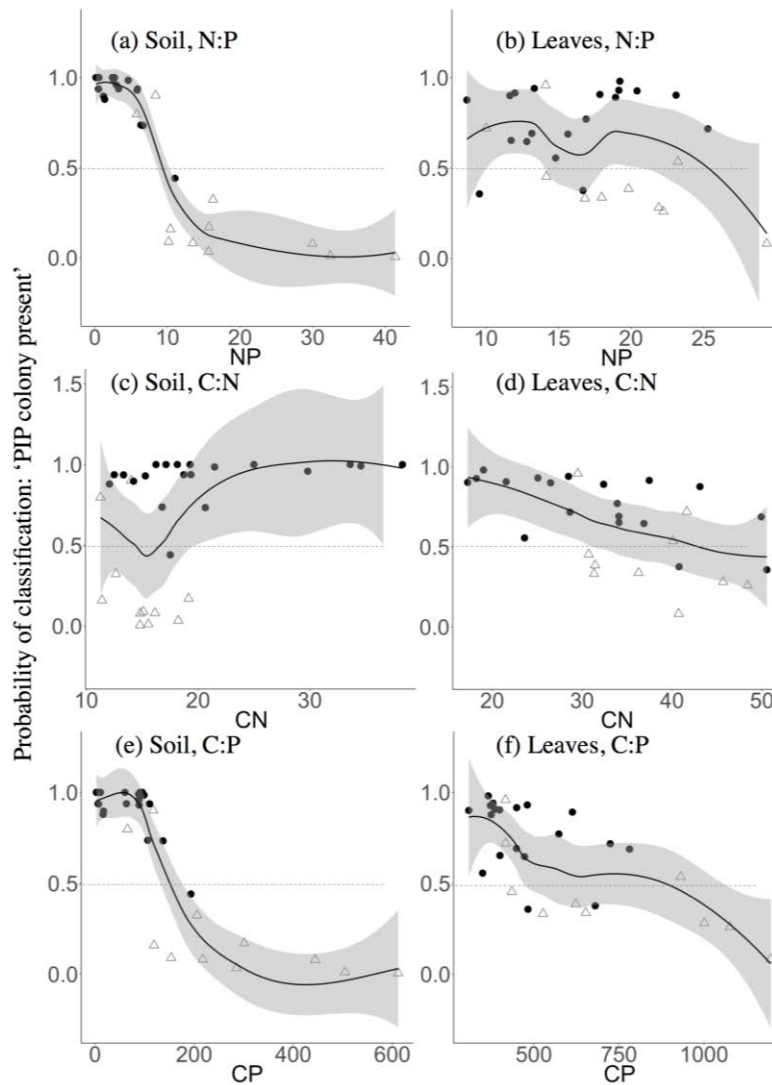 Probability of classification: ‘PIP colony present’
(a) Soil, N:P
1.0
0.5
0.0
0 10 20 30 40
NP
(b) Leaves, N:P
1.0
0.5
0.0
10 15 20 25
NP
(c) Soil, C:N
1.5
1.0
0.5
0.0
10 20 30
CN
(d) Leaves, C:N
1.5
1.0
0.5
0.0
20 30 40 50
CN
(e) Soil, C:P
1.0
0.5
0.0
0 200 400 600
CP
(f) Leaves, C:P
1.0
0.5
0.0
500 750 1000
CP